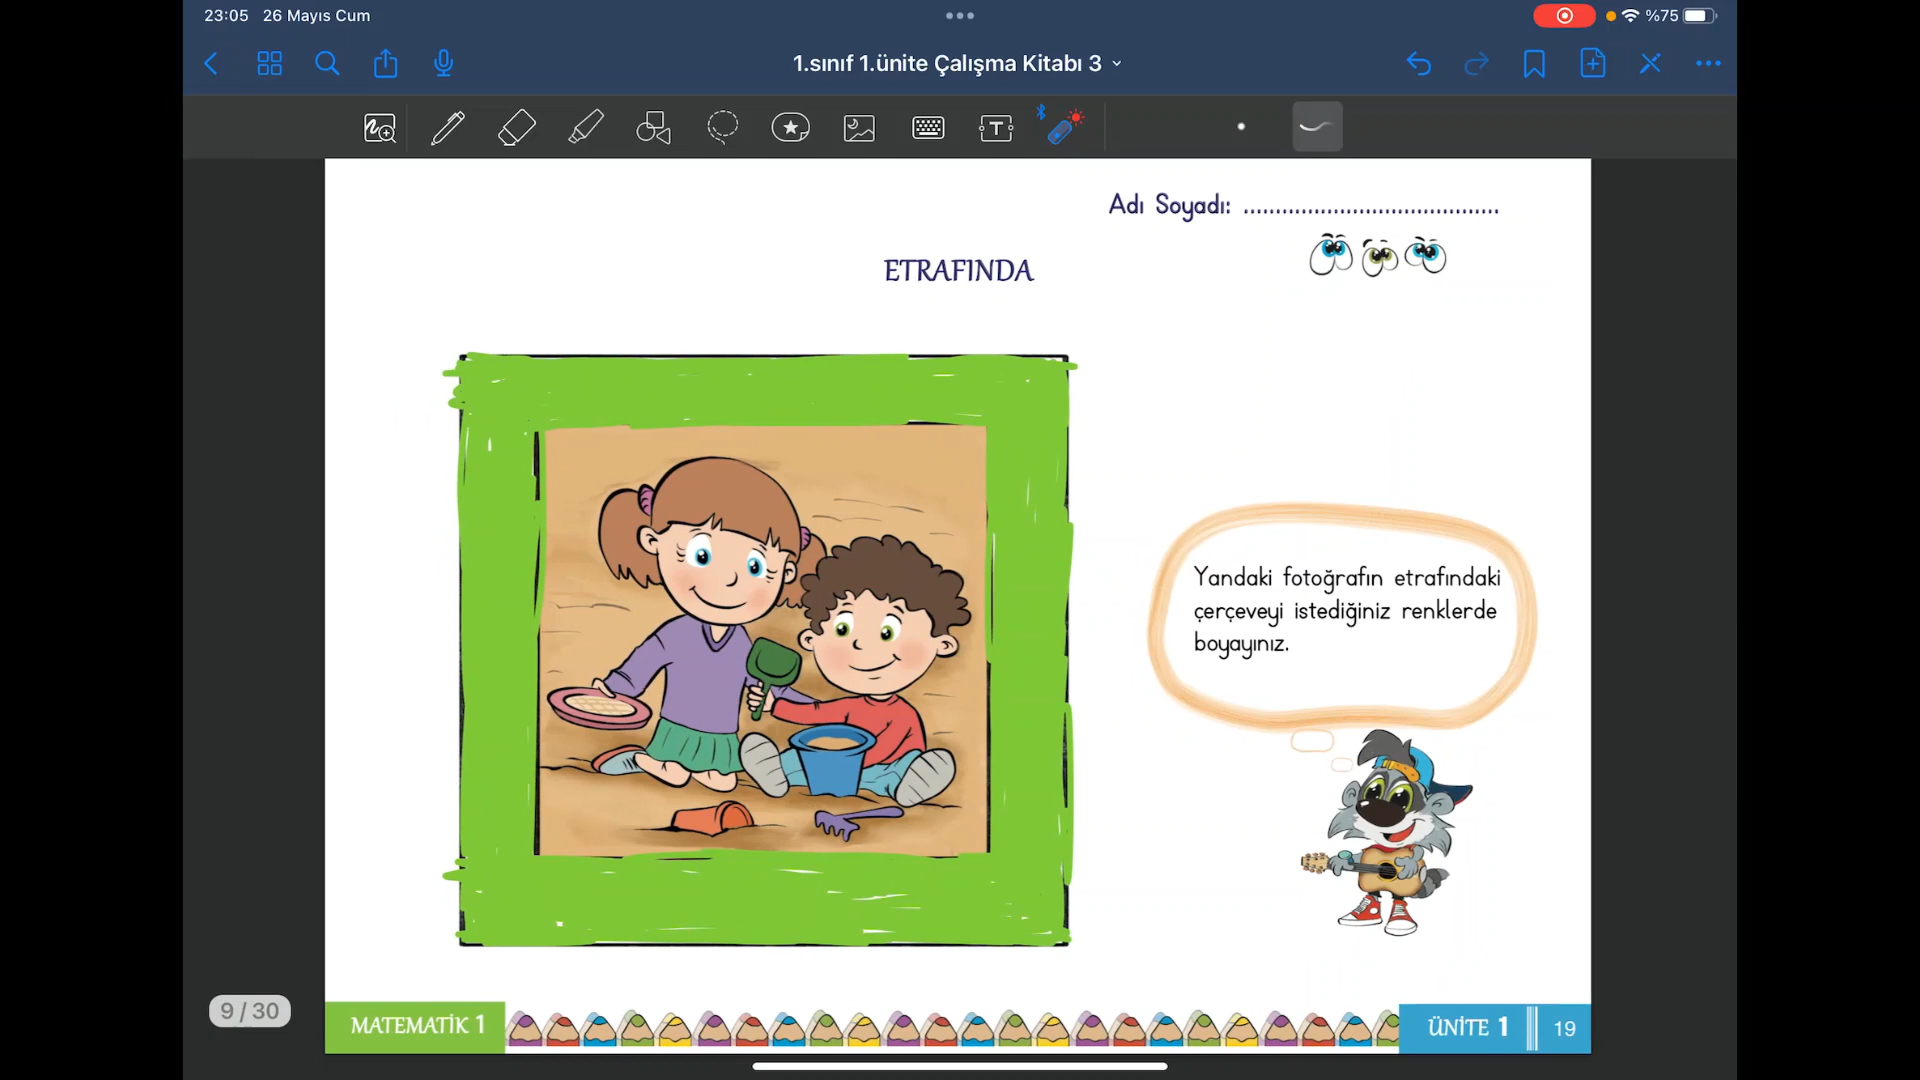 23:05 26 Mayıs Cum
%75
1.sınıf 1.ünite Çalışma Kitabı 3
T
Adı Soyadı: ........................................
ETRAFINDA
Yandaki fotoğrafın etrafındaki
çerçeveyi istediğiniz renklerde
boyayınız.
9 / 30
MATEMATİK 1
ÜNİTE 1
19